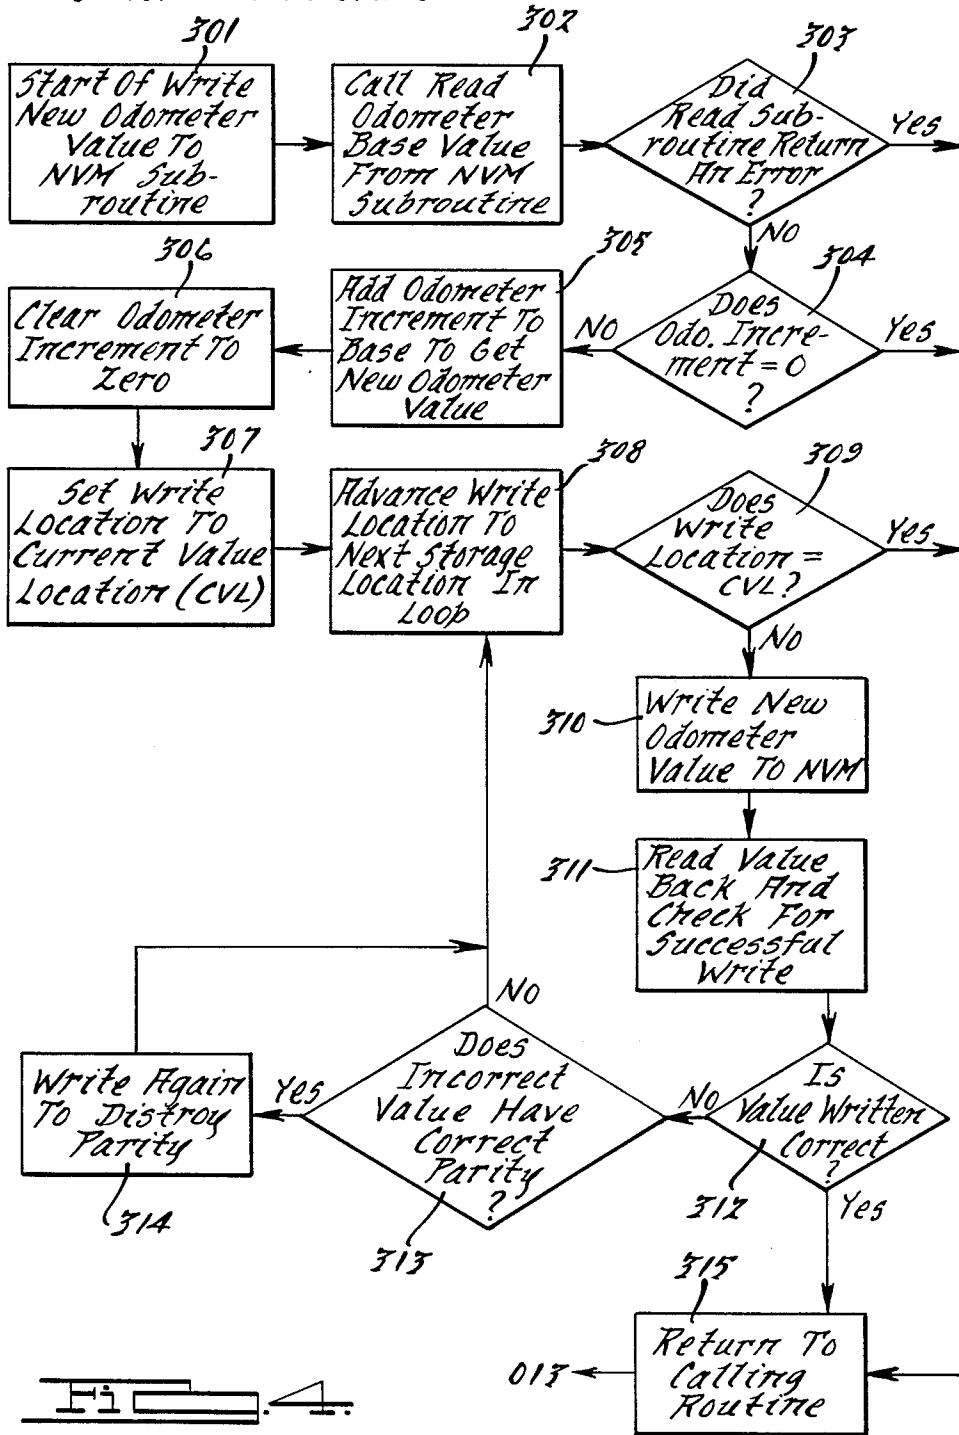 301
Start Of Write
New Odometer
Value To
NVM Sub-
routine
302
Call Read
Odometer
Base Value
From NVM
Subroutine
303
Did
Read Sub-
routine Return
An Error
?
Yes
No
304
Does
Odo. Incre-
ment = 0
?
Yes
No
305
Add Odometer
Increment To
Base To Get
New Odometer
Value
306
Clear Odometer
Increment To
Zero
307
Set Write
Location To
Current Value
Location (CVL)
308
Advance Write
Location To
Next Storage
Location In
Loop
309
Does
Write
Location =
CVL?
Yes
No
310
Write New
Odometer
Value To NVM
311
Read Value
Back And
Check For
Successful
Write
312
Is
Value Written
Correct
?
No
Yes
313
Does
Incorrect
Value Have
Correct
Parity
?
No
Yes
314
Write Again
To Distroy
Parity
315
Return To
Calling
Routine
013
Fig. 4.